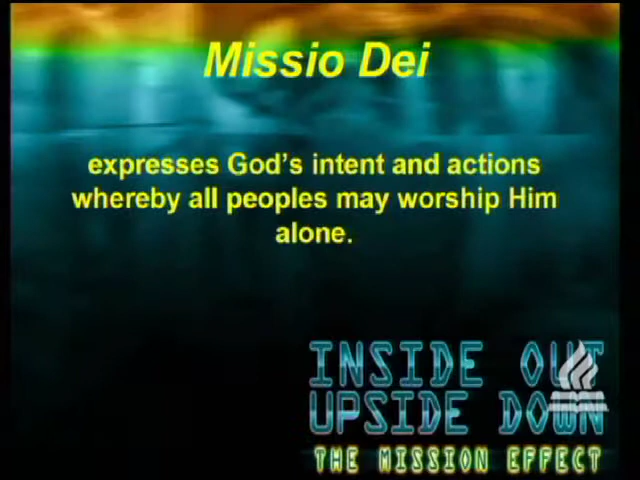 Missio Dei
expresses God's intent and actions
whereby all peoples may worship Him
alone.
INSIDE OUT
UPSIDE DOWN
THE MISSION EFFECT